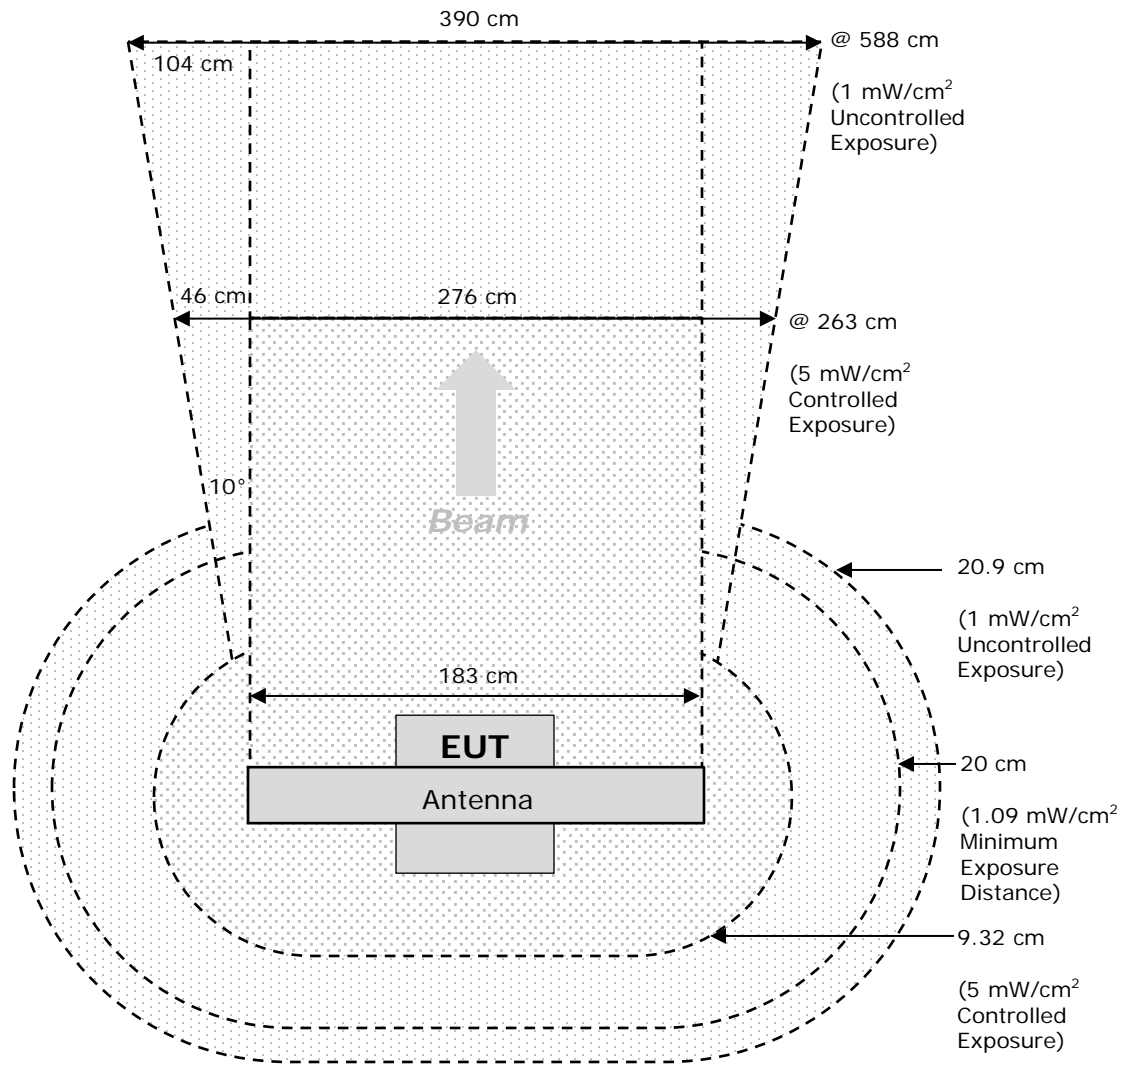 390 cm
@ 588 cm
104 cm
(1 mW/cm²
Uncontrolled
Exposure)
46 cm
276 cm
@ 263 cm
(5 mW/cm²
Controlled
Exposure)
10°
Beam
20.9 cm
(1 mW/cm²
Uncontrolled
Exposure)
183 cm
EUT
Antenna
20 cm
(1.09 mW/cm²
Minimum
Exposure
Distance)
9.32 cm
(5 mW/cm²
Controlled
Exposure)